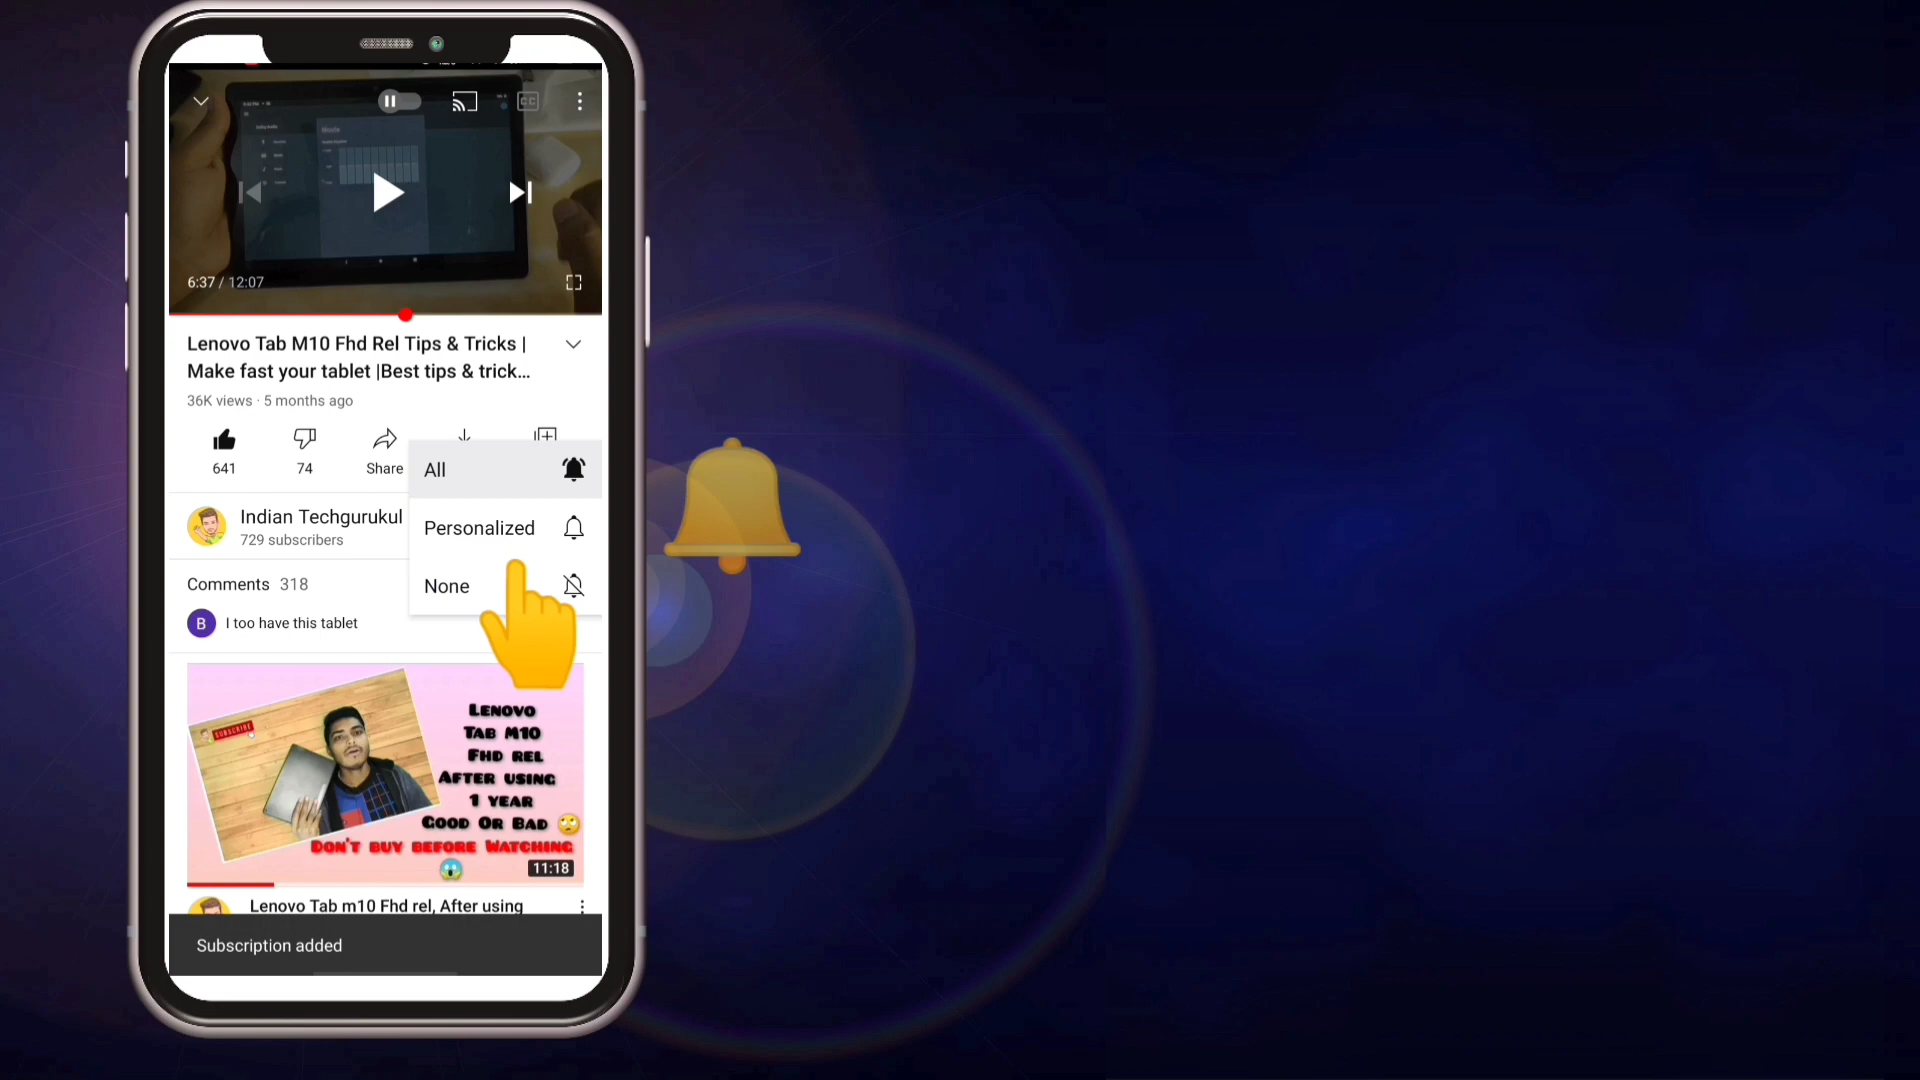 CC
6:37 / 12:07
Lenovo Tab M10 Fhd Rel Tips & Tricks |
Make fast your tablet |Best tips & trick...
36K views · 5 months ago
641
74
Share
All
Personalized
None
Indian Techgurukul
729 subscribers
Comments 318
B
I too have this tablet
SUBSCRIBE
Lenovo
Tab M10
Fhd rel
After using
1 year
Good Or Bad 🙄
Don't buy before Watching
😱
11:18
Lenovo Tab m10 Fhd rel, After using
Subscription added